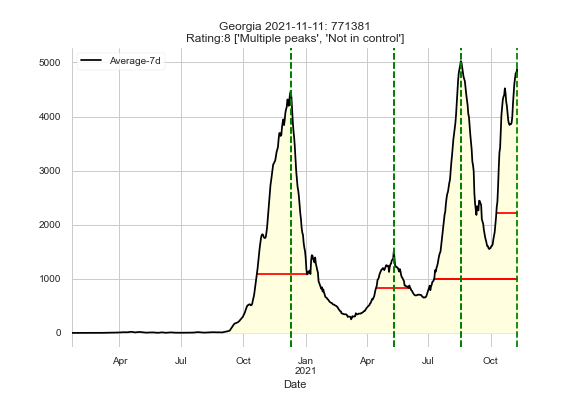 Georgia 2021-11-11: 771381
Rating:8 ['Multiple peaks', 'Not in control']
Average-7d
5000
4000
3000
2000
1000
0
Apr Jul Oct Jan Apr Jul Oct
2021
Date